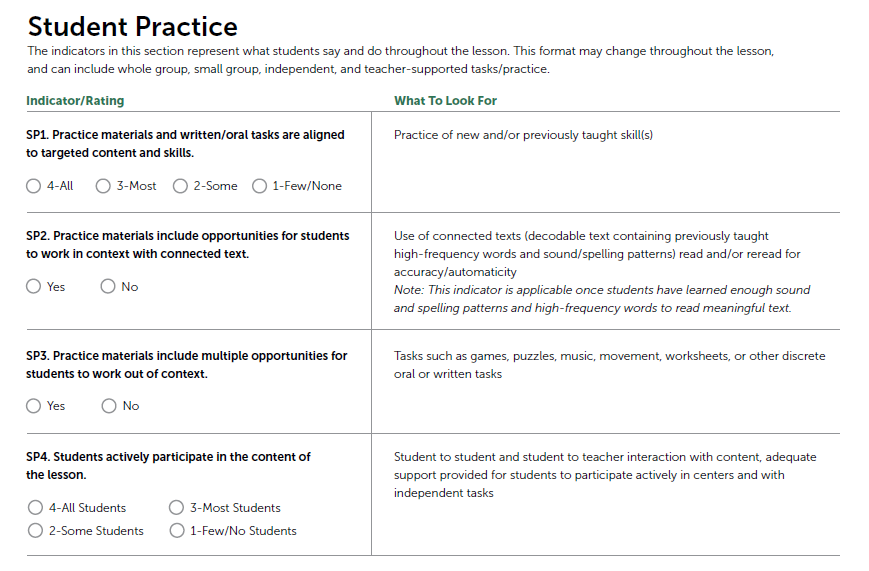 Student Practice
The indicators in this section represent what students say and do throughout the lesson. This format may change throughout the lesson,
and can include whole group, small group, independent, and teacher-supported tasks/practice.
Indicator/Rating
What To Look For
SP1. Practice materials and written/oral tasks are aligned
to targeted content and skills.
4-All 3-Most 2-Some 1-Few/None
Practice of new and/or previously taught skill(s)
SP2. Practice materials include opportunities for students
to work in context with connected text.
Yes No
Use of connected texts (decodable text containing previously taught
high-frequency words and sound/spelling patterns) read and/or reread for
accuracy/automaticity
Note: This indicator is applicable once students have learned enough sound
and spelling patterns and high-frequency words to read meaningful text.
SP3. Practice materials include multiple opportunities for
students to work out of context.
Yes No
Tasks such as games, puzzles, music, movement, worksheets, or other discrete
oral or written tasks
SP4. Students actively participate in the content of
the lesson.
4-All Students 3-Most Students
2-Some Students 1-Few/No Students
Student to student and student to teacher interaction with content, adequate
support provided for students to participate actively in centers and with
independent tasks